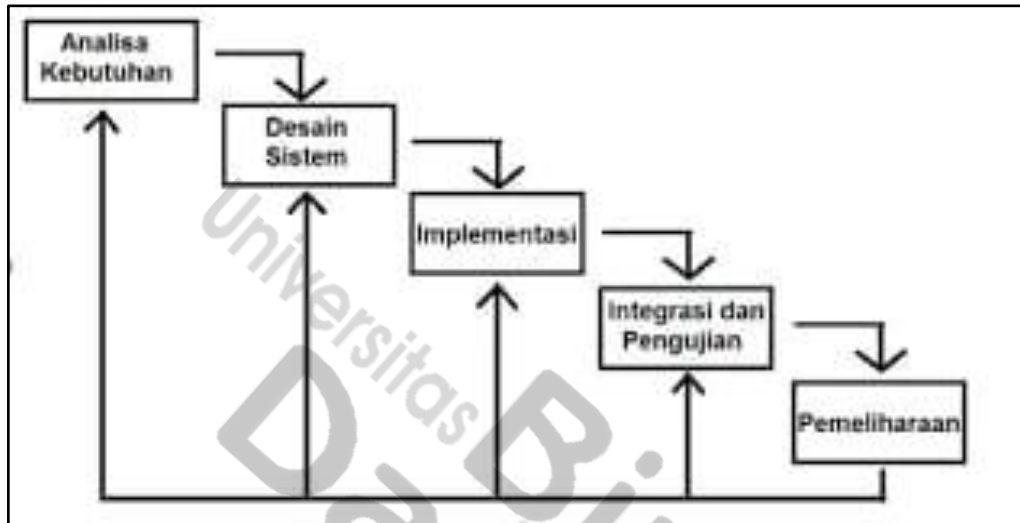 Analisa
Kebutuhan
Desain
Sistem
Implementasi
Integrasi dan
Pengujian
Pemeliharaan
Universitas